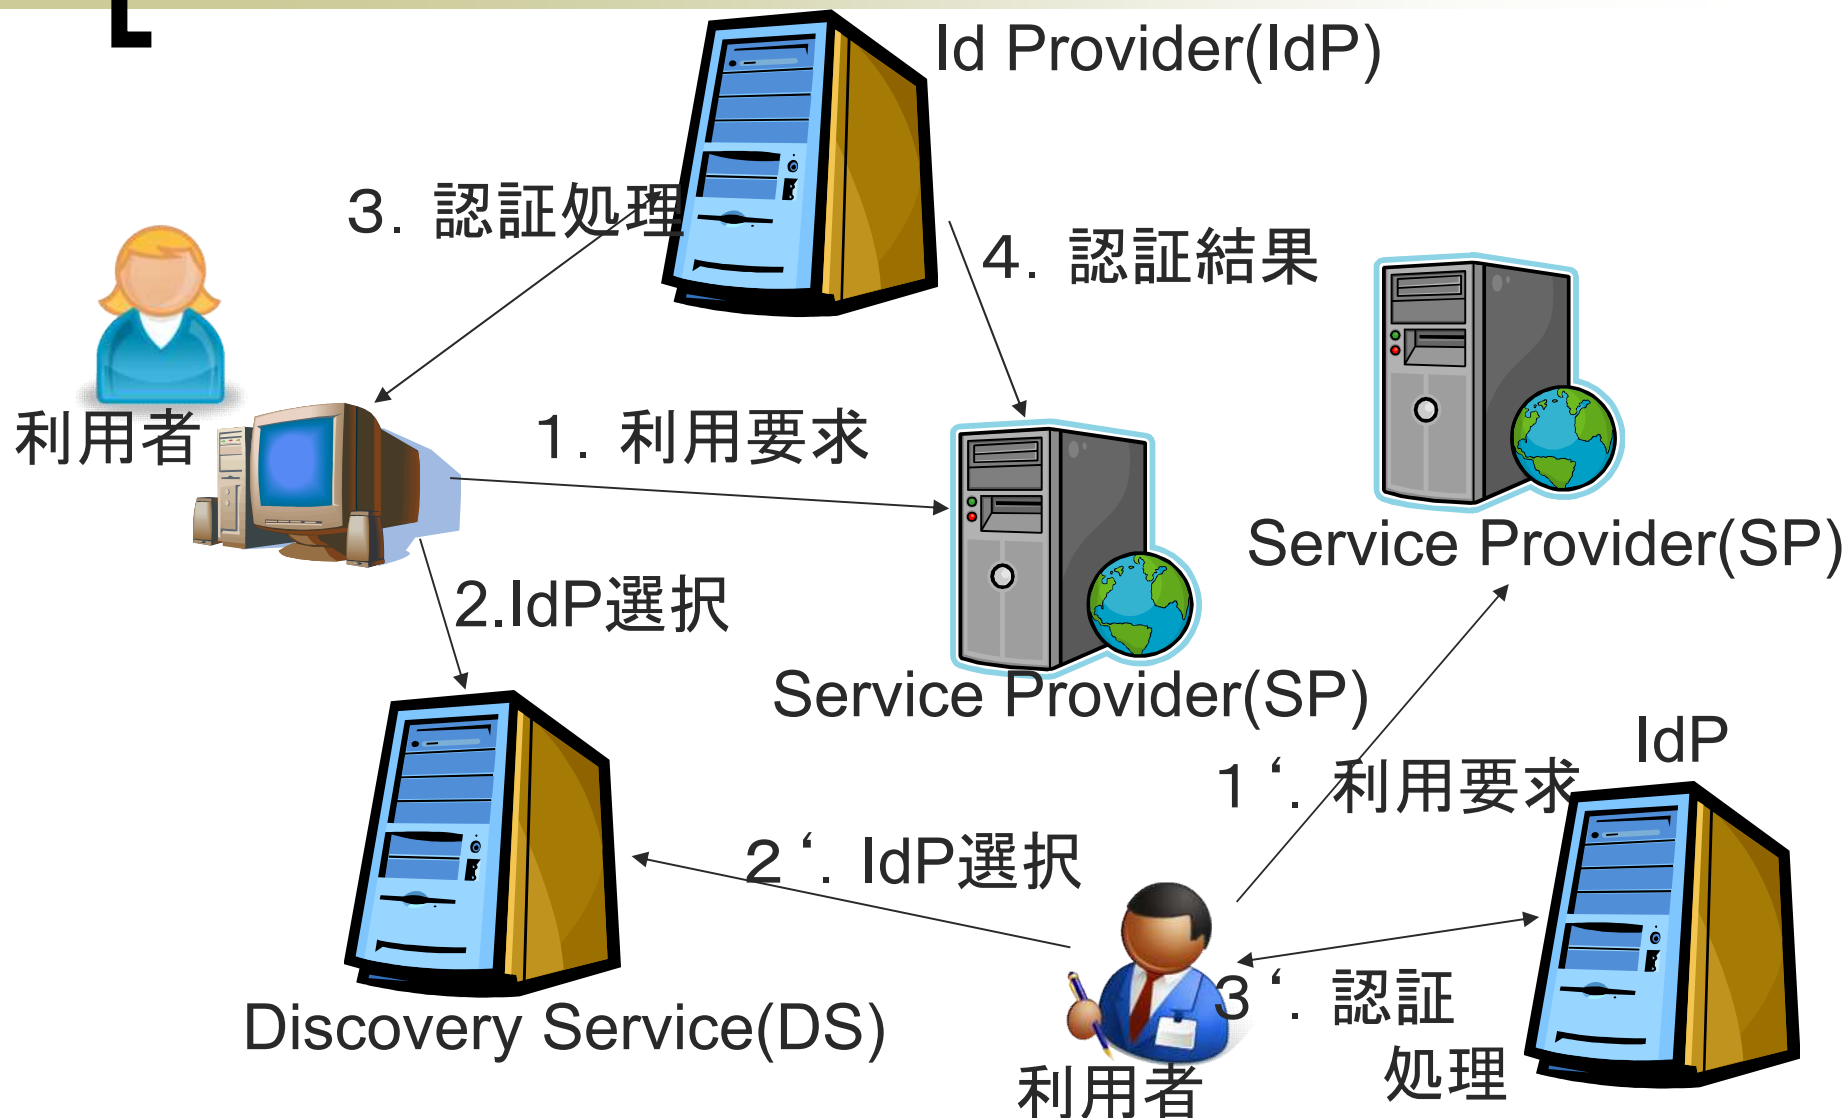 Id Provider(IdP)
３．認証処理
４．認証結果
利用者
１．利用要求
Service Provider(SP)
2.IdP選択
Service Provider(SP)
IdP
１‘．利用要求
２‘．IdP選択
Discovery Service(DS)
３‘．認証
処理
利用者